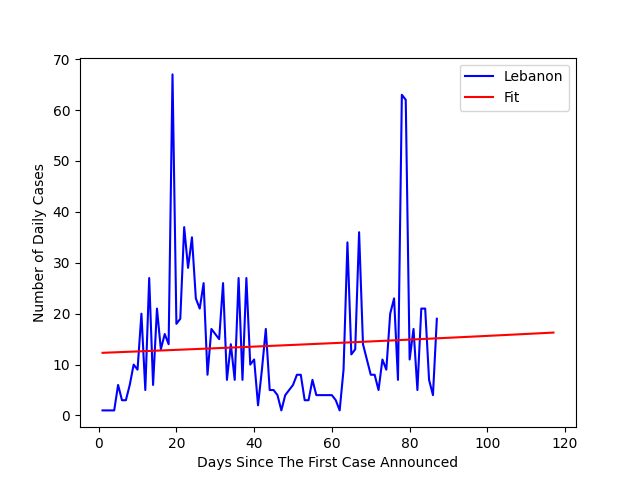 70
60
50
40
30
20
10
0
Number of Daily Cases
Lebanon
Fit
0 20 40 60 80 100 120
Days Since The First Case Announced